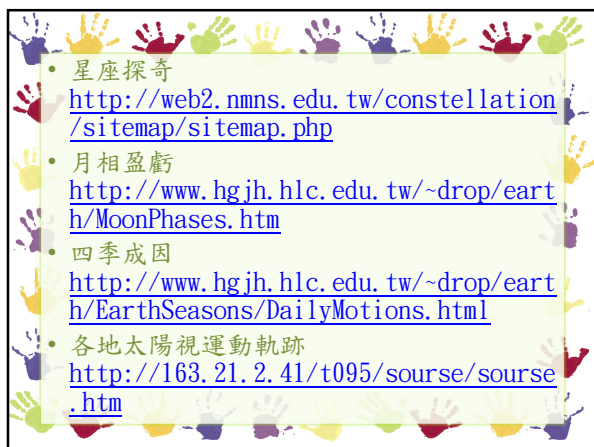 • 星座探奇
http://web2.nmns.edu.tw/constellation
/sitemap/sitemap.php
• 月相盈虧
http://www.hgjh.hlc.edu.tw/~drop/eart
h/MoonPhases.htm
• 四季成因
http://www.hgjh.hlc.edu.tw/~drop/eart
h/EarthSeasons/DailyMotions.html
• 各地太陽視運動軌跡
http://163.21.2.41/t095/sourse/sourse
.htm